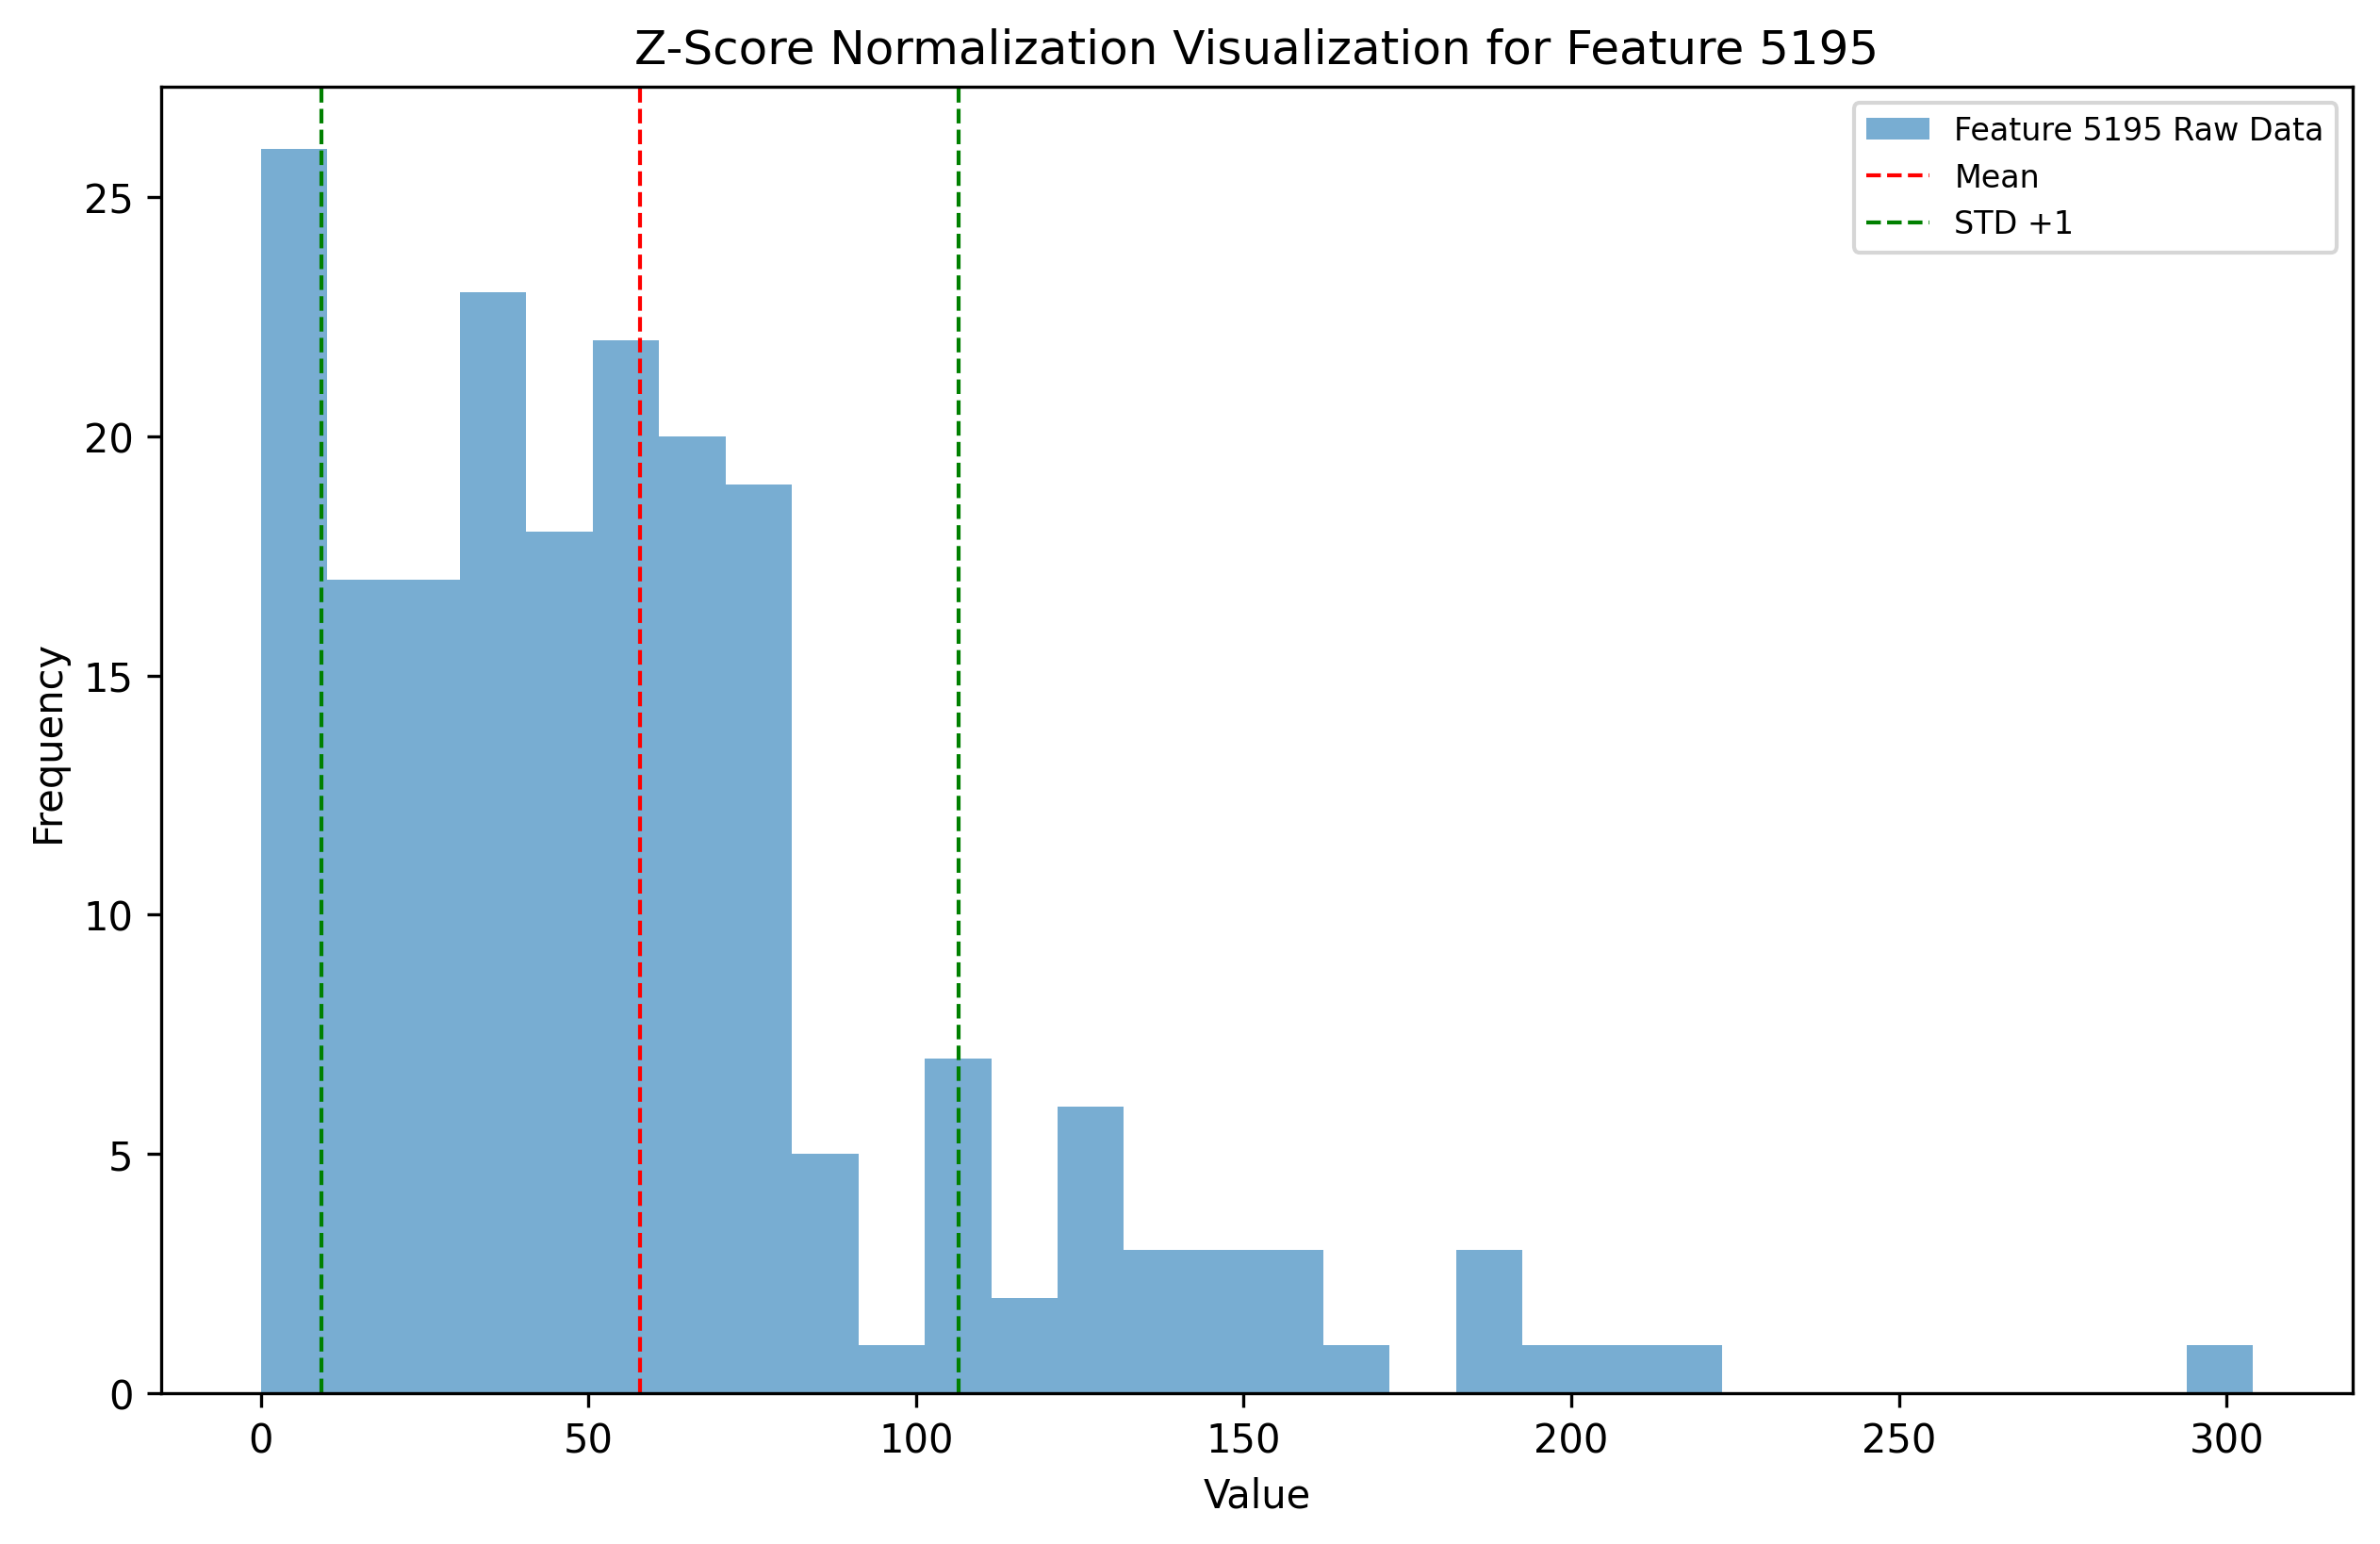 Z-Score Normalization Visualization for Feature 5195
Feature 5195 Raw Data
Mean
STD +1
Frequency
25
20
15
10
5
0
0 50 100 150 200 250 300
Value